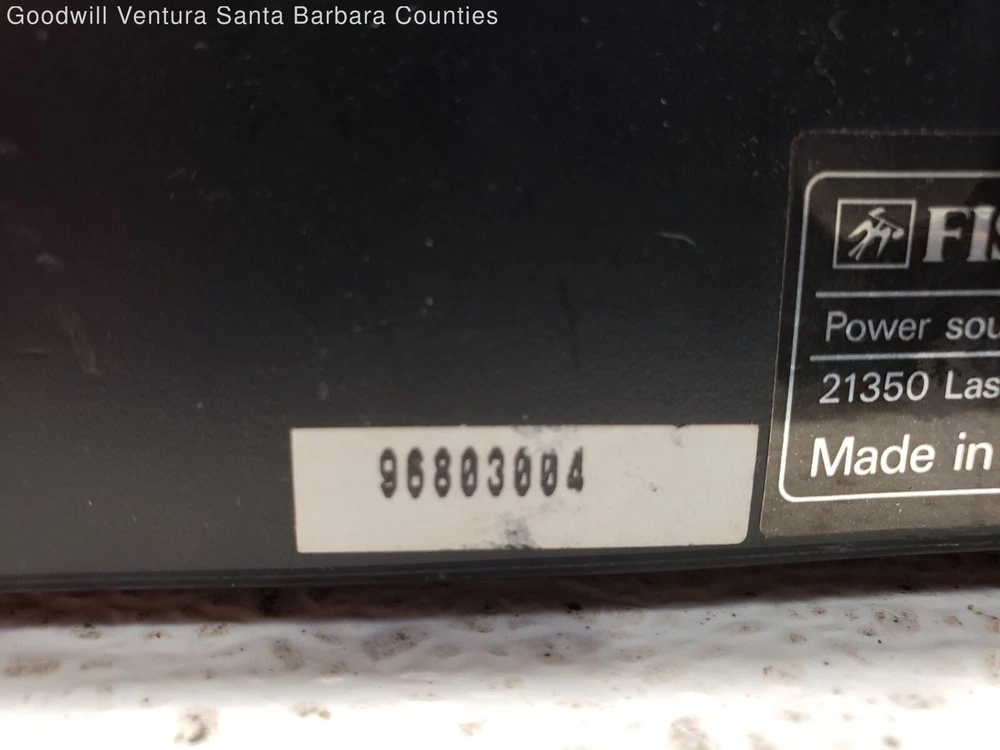 Goodwill Ventura Santa Barbara Counties
FIS
Power sou
21350 Las
Made in
96803004